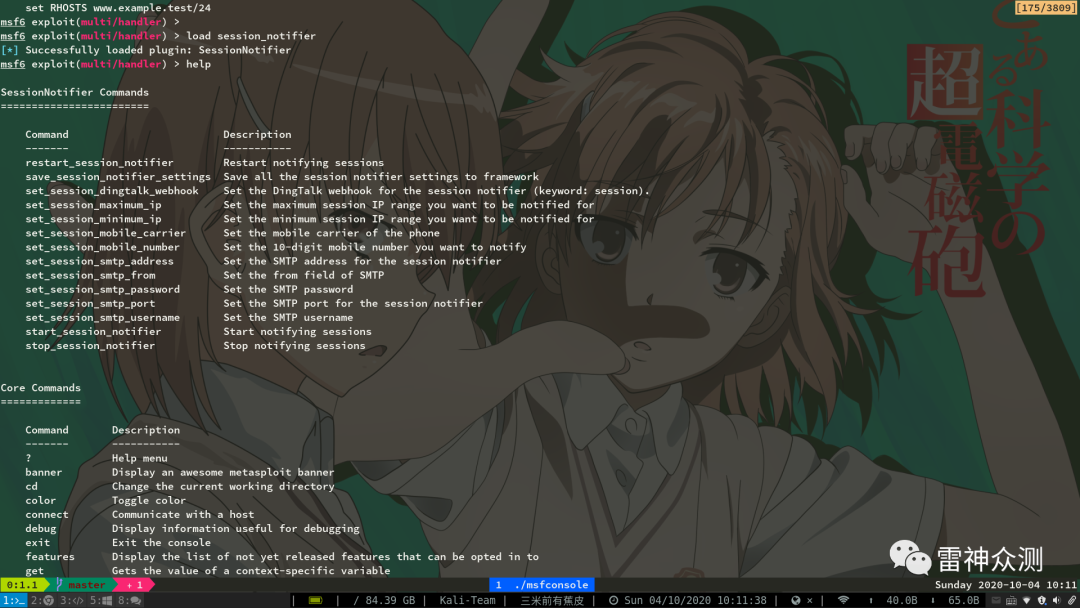 set RHOSTS www.example.test/24
[175/3809]
msf6 exploit(multi/handler) >
msf6 exploit(multi/handler) > load session_notifier
[*] Successfully loaded plugin: SessionNotifier
msf6 exploit(multi/handler) > help
SessionNotifier Commands
========================
Command Description
------- -----------
restart_session_notifier Restart notifying sessions
save_session_notifier_settings Save all the session notifier settings to framework
set_session_dingtalk_webhook Set the DingTalk webhook for the session notifier (keyword: session).
set_session_maximum_ip Set the maximum session IP range you want to be notified for
set_session_minimum_ip Set the minimum session IP range you want to be notified for
set_session_mobile_carrier Set the mobile carrier of the phone
set_session_mobile_number Set the 10-digit mobile number you want to notify
set_session_smtp_address Set the SMTP address for the session notifier
set_session_smtp_from Set the from field of SMTP
set_session_smtp_password Set the SMTP password
set_session_smtp_port Set the SMTP port for the session notifier
set_session_smtp_username Set the SMTP username
start_session_notifier Start notifying sessions
stop_session_notifier Stop notifying sessions
Core Commands
=============
Command Description
------- -----------
? Help menu
banner Display an awesome metasploit banner
cd Change the current working directory
color Toggle color
connect Communicate with a host
debug Display information useful for debugging
exit Exit the console
features Display the list of not yet released features that can be opted in to
get Gets the value of a context-specific variable
とある科学の
超電磁砲
雷神众测
0:1.1 master + 1 1 ./msfconsole Sunday 2020-10-04 10:11
1: 2: 3: 5: 8: | | / 84.39 GB | Kali-Team | 三米前有蕉皮 | Sun 04/10/2020 10:11:38 | × | | 40.0B 65.0B